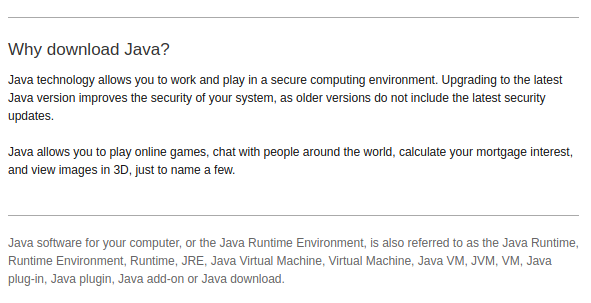 Why download Java?
Java technology allows you to work and play in a secure computing environment. Upgrading to the latest
Java version improves the security of your system, as older versions do not include the latest security
updates.
Java allows you to play online games, chat with people around the world, calculate your mortgage interest,
and view images in 3D, just to name a few.
Java software for your computer, or the Java Runtime Environment, is also referred to as the Java Runtime,
Runtime Environment, Runtime, JRE, Java Virtual Machine, Virtual Machine, Java VM, JVM, VM, Java
plug-in, Java plugin, Java add-on or Java download.